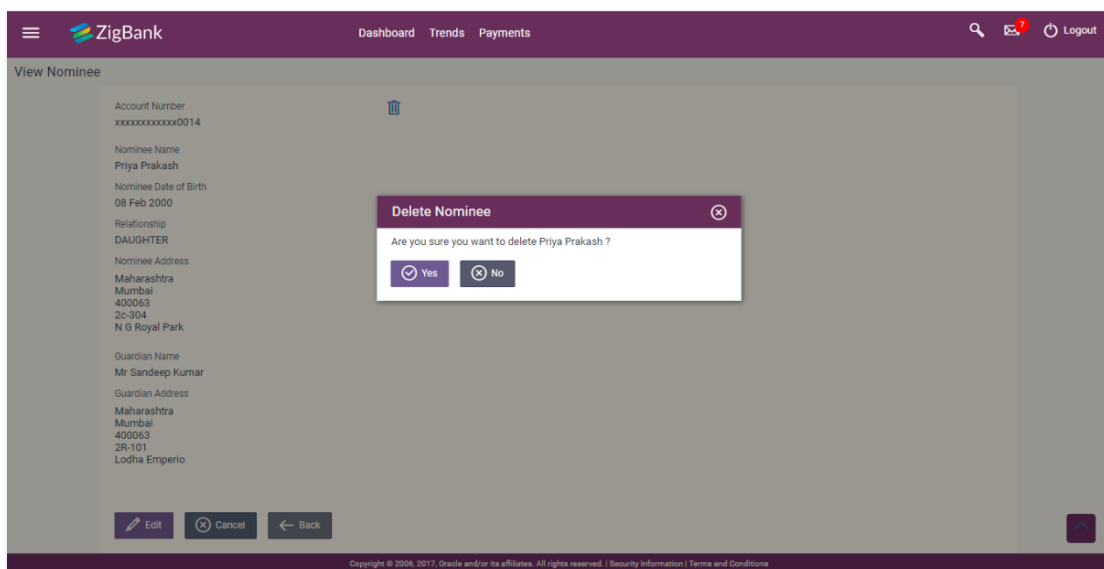 ZigBank
Dashboard Trends Payments
7
Logout
View Nominee
Account Number
xxxxxxxxxxxx0014
Nominee Name
Priya Prakash
Nominee Date of Birth
08 Feb 2000
Relationship
DAUGHTER
Nominee Address
Maharashtra
Mumbai
400063
2c-304
N G Royal Park
Guardian Name
Mr Sandeep Kumar
Guardian Address
Maharashtra
Mumbai
400063
2R-101
Lodha Emperio
Delete Nominee
Are you sure you want to delete Priya Prakash ?
Yes
No
Edit
Cancel
Back
Copyright © 2006, 2017, Oracle and/or its affiliates. All rights reserved. | Security Information | Terms and Conditions